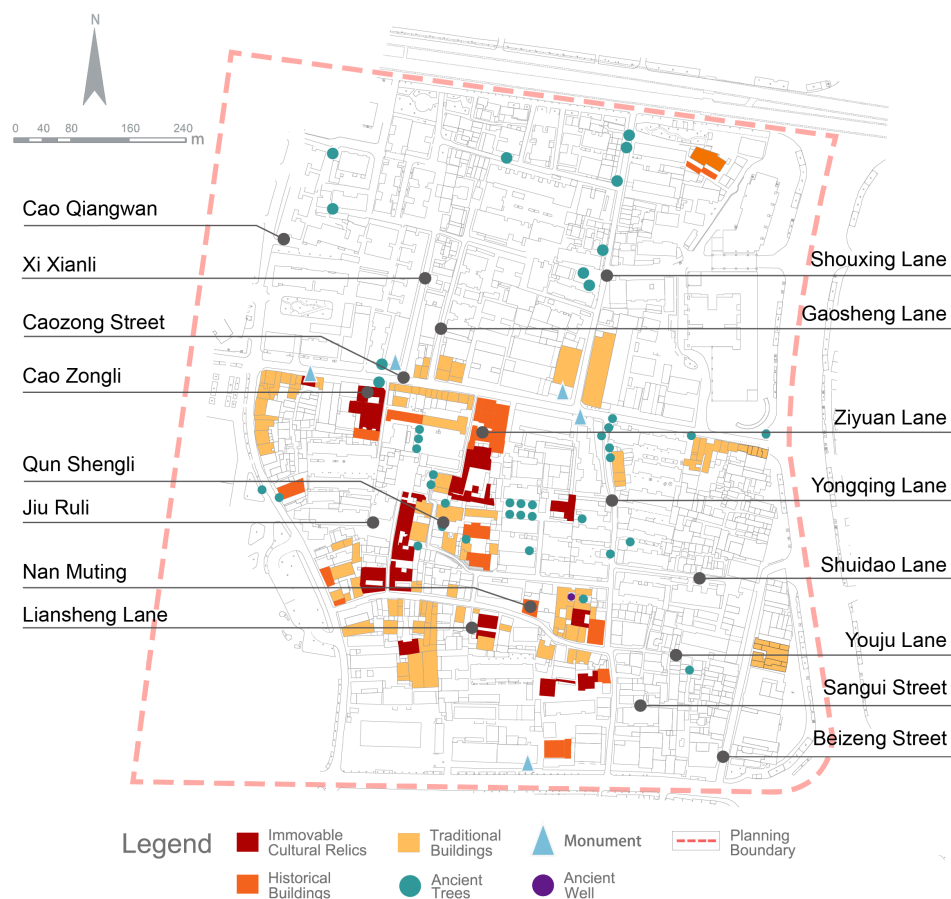 N
0 40 80 160 240
m
Cao Qiangwan
Xi Xianli
Caozong Street
Cao Zongli
Qun Shengli
Jiu Ruli
Nan Muting
Liansheng Lane
Shouxing Lane
Gaosheng Lane
Ziyuan Lane
Yongqing Lane
Shuidao Lane
Youju Lane
Sangui Street
Beizeng Street
Legend
Immovable
Cultural Relics
Traditional
Buildings
Monument
Planning
Boundary
Historical
Buildings
Ancient
Trees
Ancient
Well